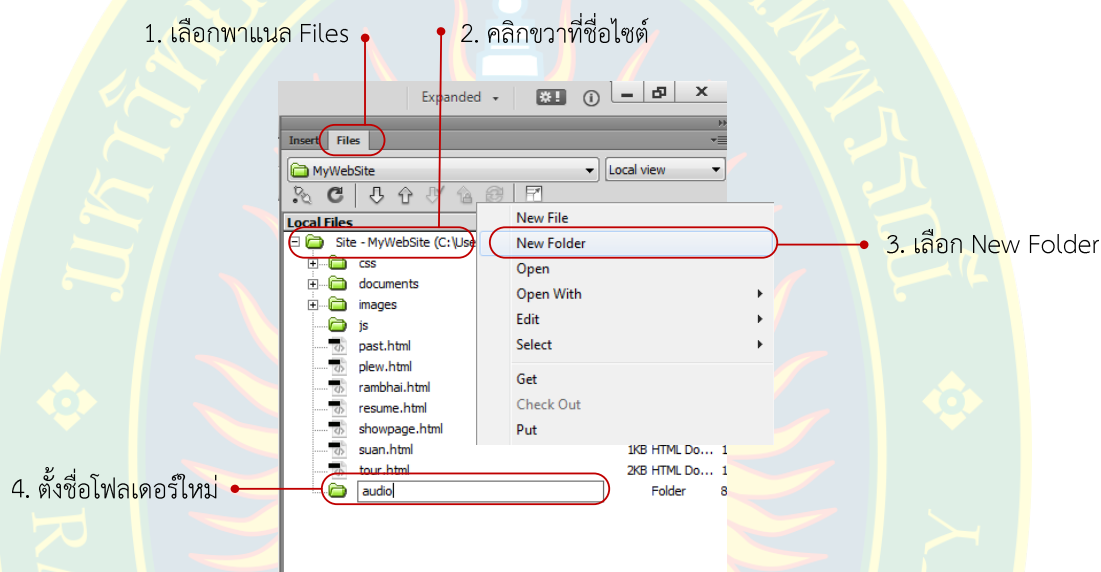 1. เลือกพาแนล Files
2. คลิกขวาที่ชื่อไซต์
Expanded
Insert Files
MyWebSite Local view
Local Files
New File
Site - MyWebSite (C:\Use
New Folder
3. เลือก New Folder
css
Open
documents
Open With
images
Edit
js
Select
past.html
plew.html
Get
rambhai.html
Check Out
resume.html
Put
showpage.html
suan.html 1KB HTML Do... 1
tour.html 2KB HTML Do... 1
4. ตั้งชื่อโฟลเดอร์ใหม่
audio Folder 8